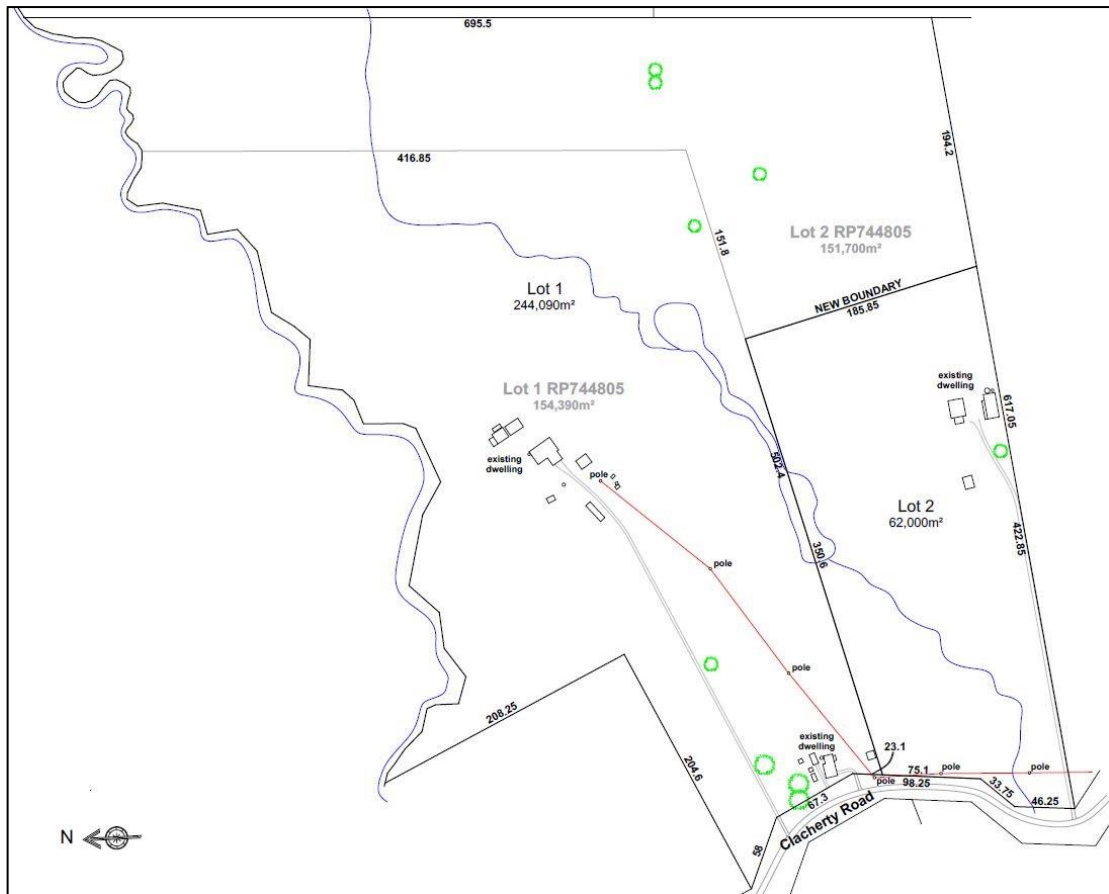 695.5
416.85
194.2
151.8
Lot 2 RP744805
151,700m²
Lot 1
244,090m²
NEW BOUNDARY
185.85
Lot 1 RP744805
154,390m²
existing
dwelling
617.05
existing
dwelling
pole
502.4
Lot 2
62,000m²
422.85
350.6
pole
pole
208.25
204.6
existing
dwelling
23.1
75.1
pole
pole
pole
98.25
33.75
46.25
67.3
Clacherty Road
58
N